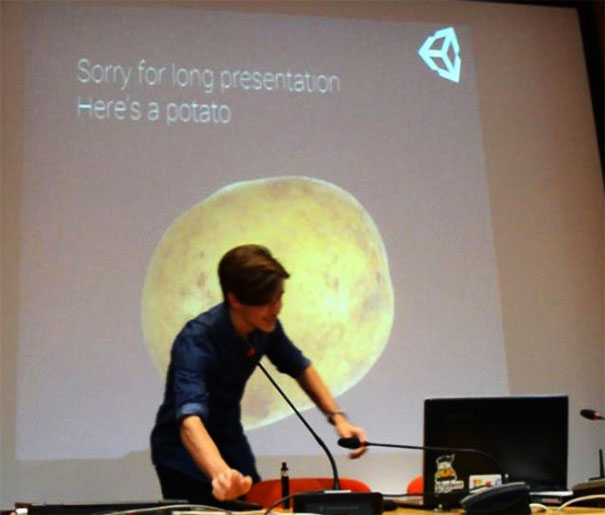 Sorry for long presentation
Here's a potato